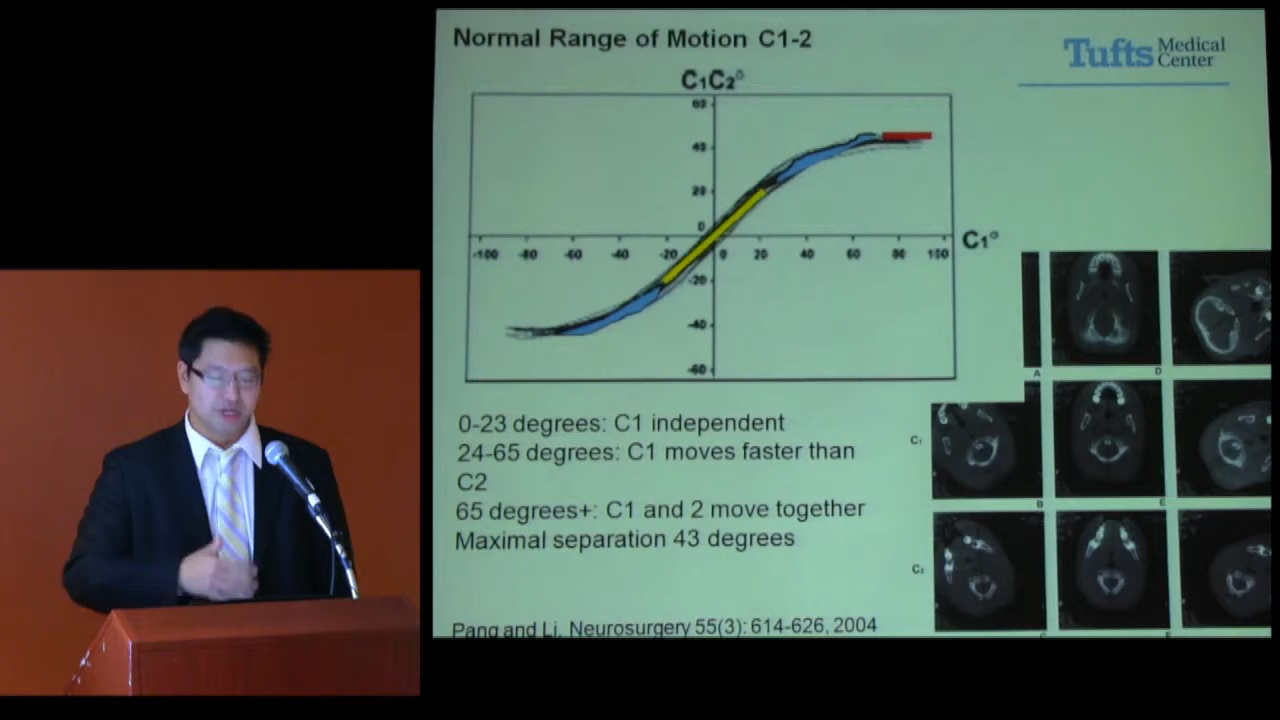 Normal Range of Motion C1-2
Tufts Medical
Center
C₁C₂°
60
40
20
0
-100 -80 -60 -40 -20 0 20 40 60 80 100
C₁°
-20
-40
-60
0-23 degrees: C1 independent
24-65 degrees: C1 moves faster than
C2
65 degrees+: C1 and 2 move together
Maximal separation 43 degrees
Pang and Li, Neurosurgery 55(3): 614-626, 2004
A D
C₁
B E
C₂